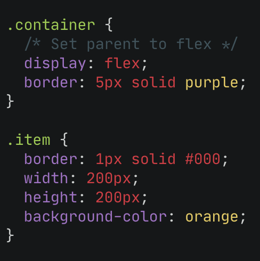 .container {
  /* Set parent to flex */
  display: flex;
  border: 5px solid purple;
}

.item {
  border: 1px solid #000;
  width: 200px;
  height: 200px;
  background-color: orange;
}